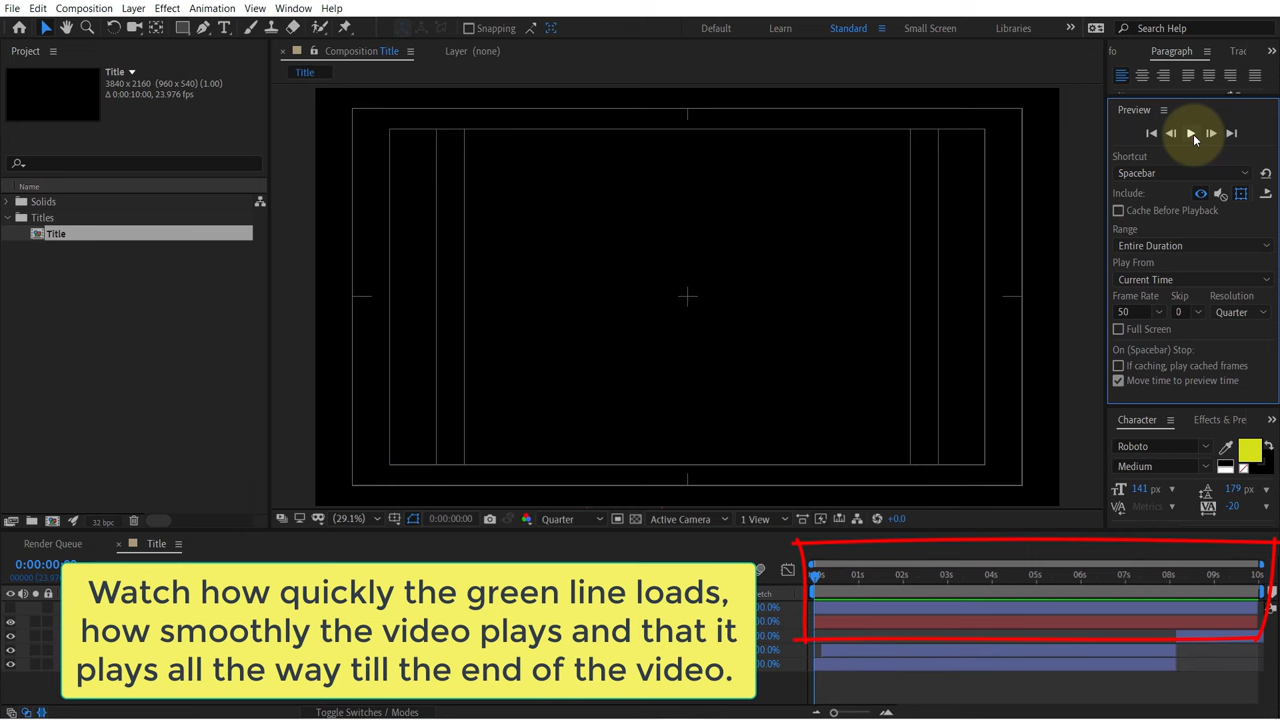 File Edit Composition Layer Effect Animation View Window Help
Snapping
Default Learn Standard Small Screen Libraries Search Help
Project
Composition Title
Layer (none)
Paragraph
Title
Title
3840 x 2160 (960 x 540) (1.00)
Δ 0:00:10:00, 23.976 fps
Preview
Shortcut
Spacebar
Include:
Cache Before Playback
Range
Entire Duration
Play From
Current Time
Frame Rate Skip Resolution
50 0 Quarter
Full Screen
On (Spacebar) Stop:
If caching, play cached frames
Move time to preview time
Name
Solids
Titles
Title
Character Effects & Pre
Roboto
Medium
141 px 179 px
Metrics -20
32 bpc
(29.1%) 0:00:00:00 Quarter Active Camera 1 View +0.0
Render Queue Title
01s 02s 03s 04s 05s 06s 07s 08s 09s 10s
Watch how quickly the green line loads,
how smoothly the video plays and that it
plays all the way till the end of the video.
Toggle Switches / Modes